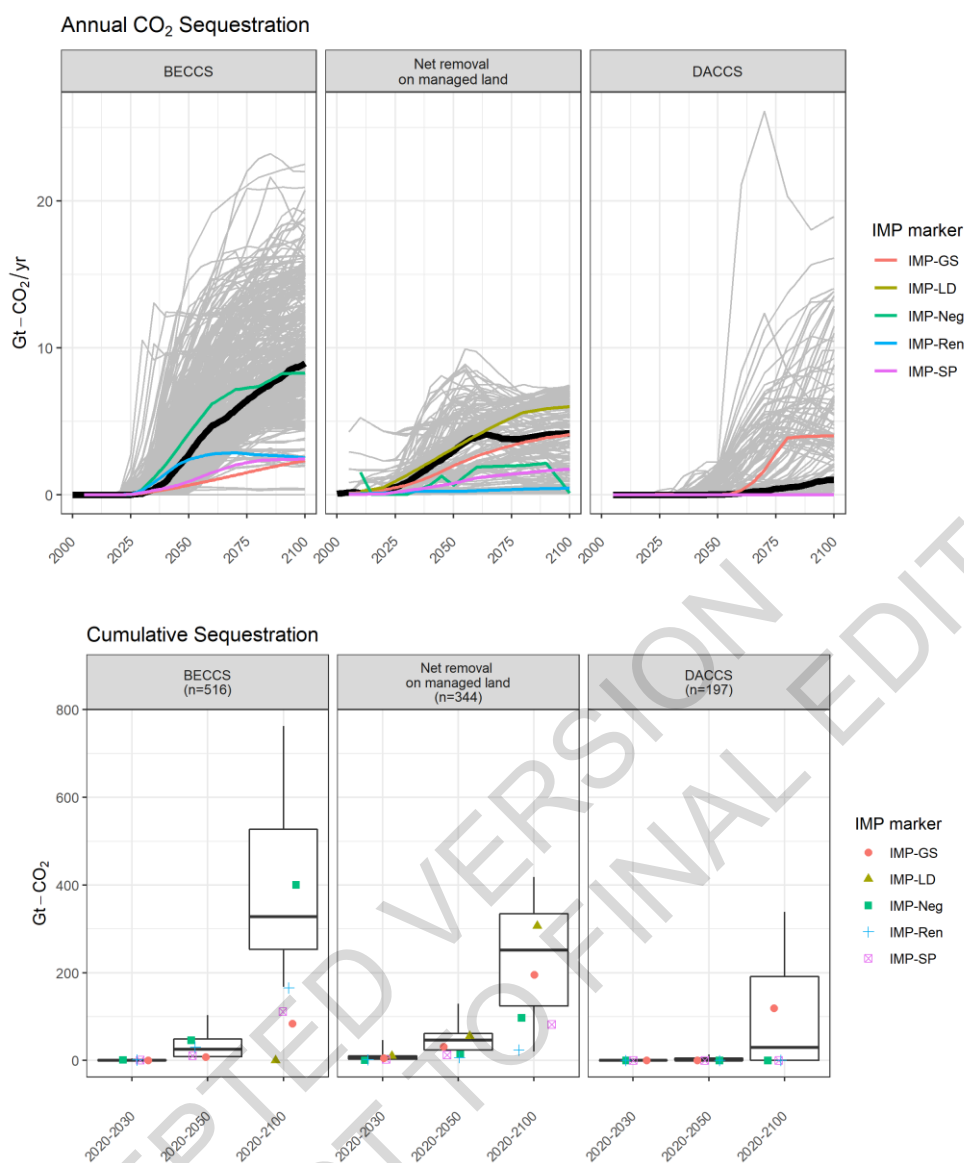 Annual CO₂ Sequestration
BECCS
Net removal
on managed land
DACCS
Gt − CO₂/yr
20
10
0
2000
2025
2050
2075
2100
2000
2025
2050
2075
2100
2000
2025
2050
2075
2100
IMP marker
IMP-GS
IMP-LD
IMP-Neg
IMP-Ren
IMP-SP
Cumulative Sequestration
BECCS
(n=516)
Net removal
on managed land
(n=344)
DACCS
(n=197)
Gt − CO₂
800
600
400
200
0
2020-2030
2020-2050
2020-2100
2020-2030
2020-2050
2020-2100
2020-2030
2020-2050
2020-2100
IMP marker
IMP-GS
IMP-LD
IMP-Neg
IMP-Ren
IMP-SP
EPTED VERSION
T TO FINAL EDIT